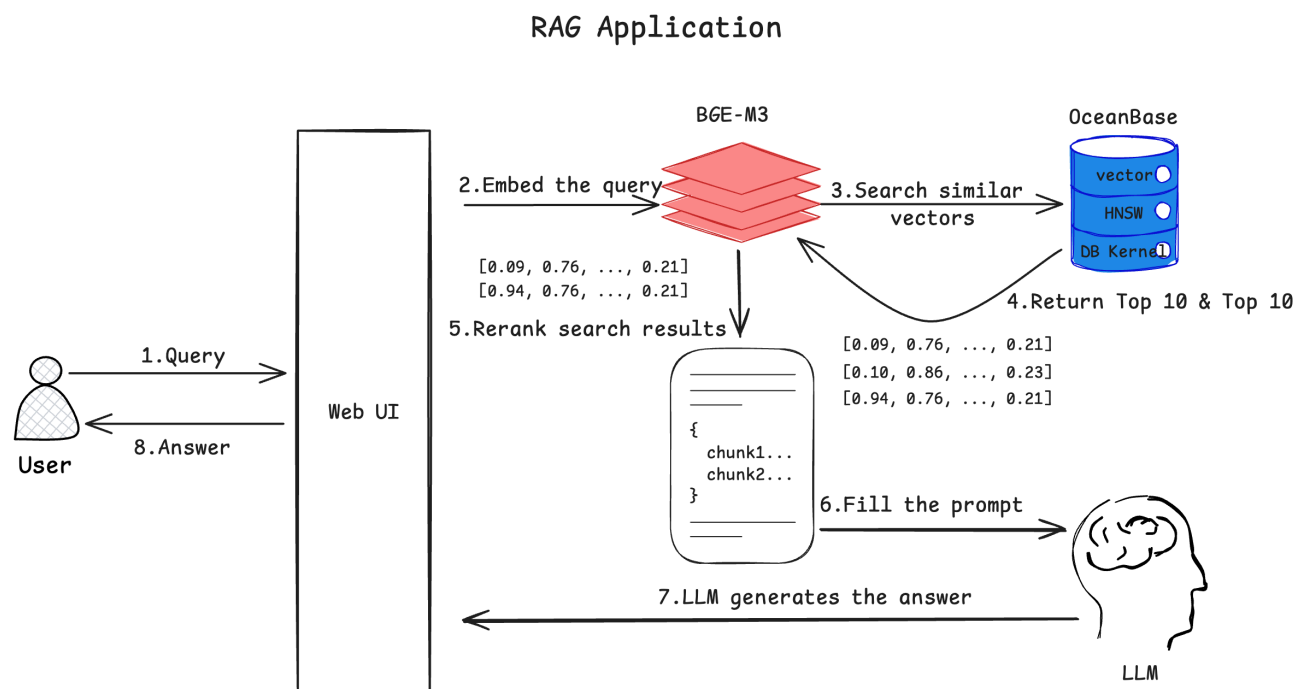 RAG Application
BGE-M3
OceanBase
vector
HNSW
DB Kernel
2.Embed the query
3.Search similar
vectors
4.Return Top 10 & Top 10
[0.09, 0.76, ..., 0.21]
[0.94, 0.76, ..., 0.21]
5.Rerank search results
[0.09, 0.76, ..., 0.21]
[0.10, 0.86, ..., 0.23]
[0.94, 0.76, ..., 0.21]
1.Query
Web UI
8.Answer
User
{
chunk1...
chunk2...
}
6.Fill the prompt
7.LLM generates the answer
LLM